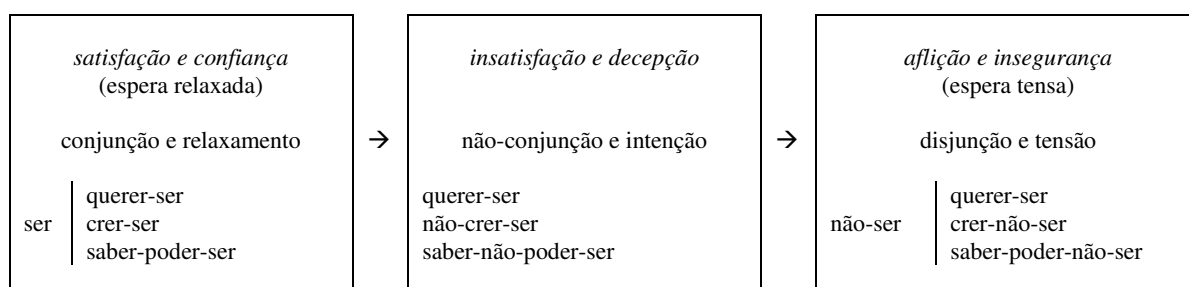 satisfação e confiança
(espera relaxada)
conjunção e relaxamento
ser
querer-ser
crer-ser
saber-poder-ser
→
insatisfação e decepção
não-conjunção e intenção
querer-ser
não-crer-ser
saber-não-poder-ser
→
aflição e insegurança
(espera tensa)
disjunção e tensão
não-ser
querer-ser
crer-não-ser
saber-poder-não-ser